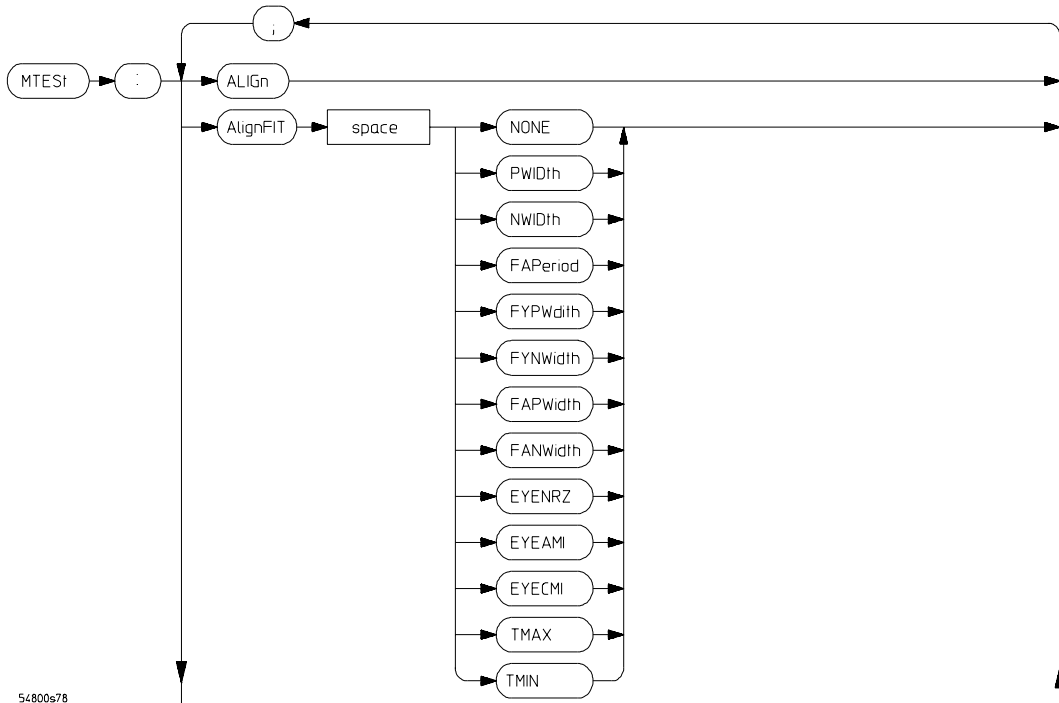 ;
MTESt : ALIGn
AlignFIT space NONE
PWIDth
NWIDth
FAPeriod
FYPWdith
FYNWidth
FAPWidth
FANWidth
EYENRZ
EYEAMI
EYECMI
TMAX
TMIN
54800s78